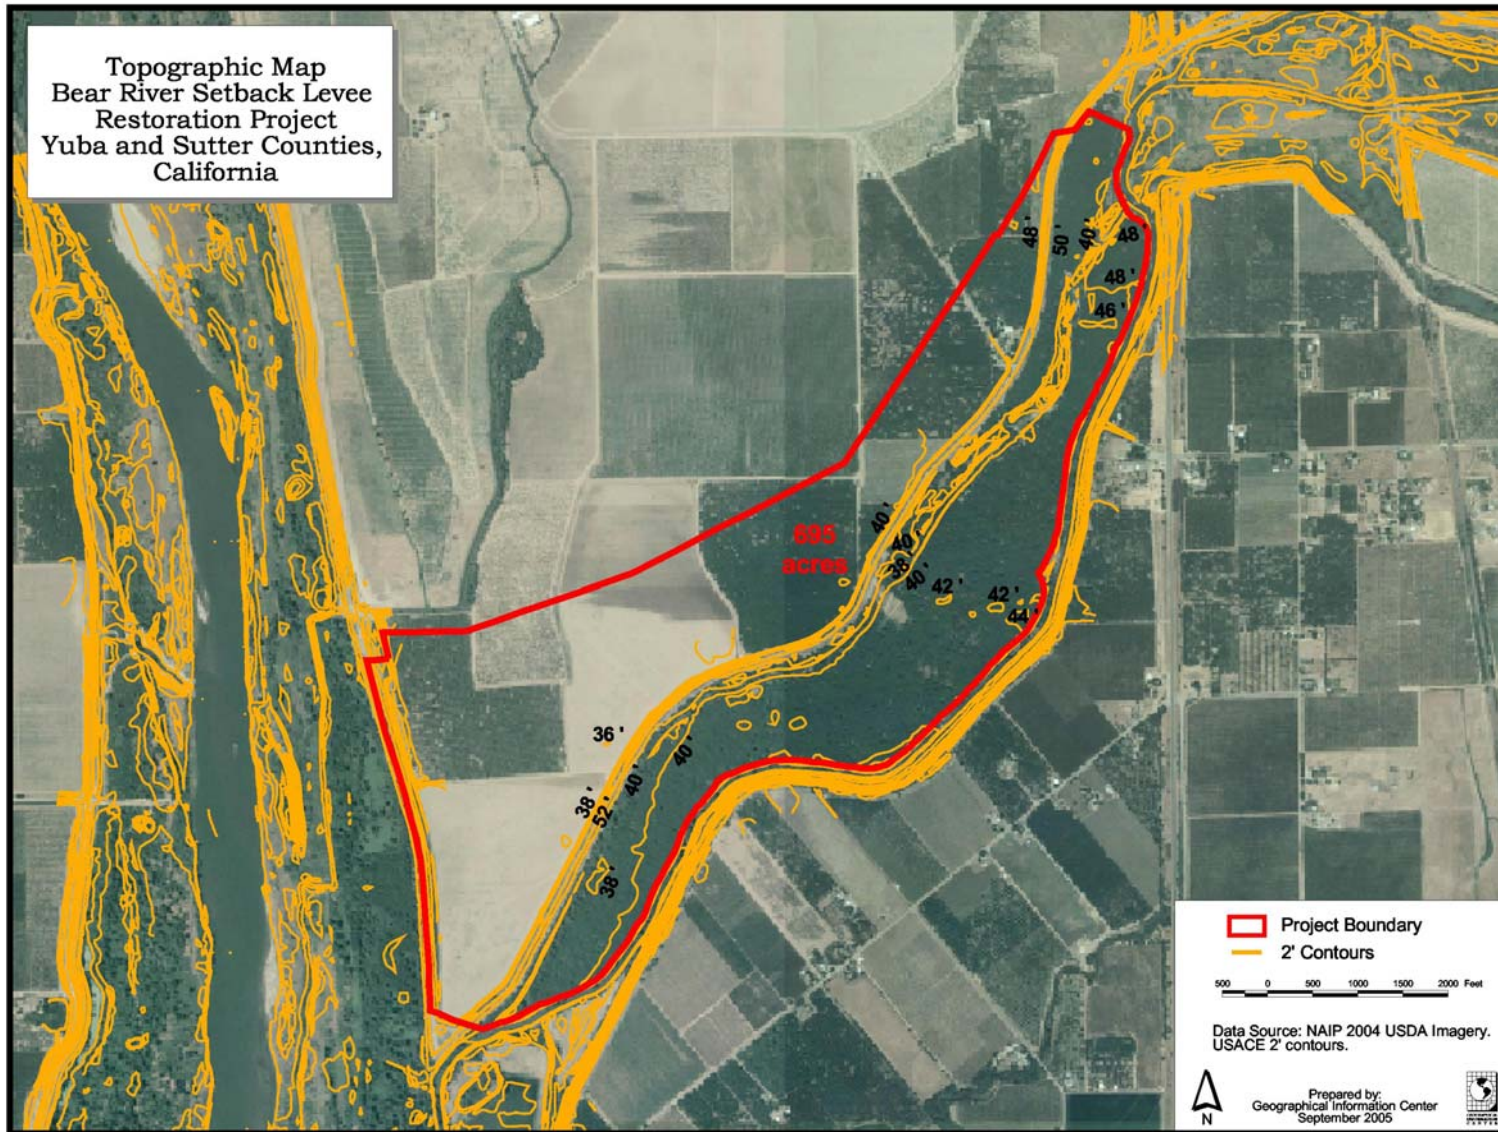 Topographic Map
Bear River Setback Levee
Restoration Project
Yuba and Sutter Counties,
California
48'
50'
40'
48'
48'
46'
695
acres
40'
40'
38'
40'
42'
42'
44'
36'
40'
40'
38'
52'
38'
Project Boundary
2' Contours
500 0 500 1000 1500 2000 Feet
Data Source: NAIP 2004 USDA Imagery.
USACE 2' contours.
N
Prepared by:
Geographical Information Center
September 2005